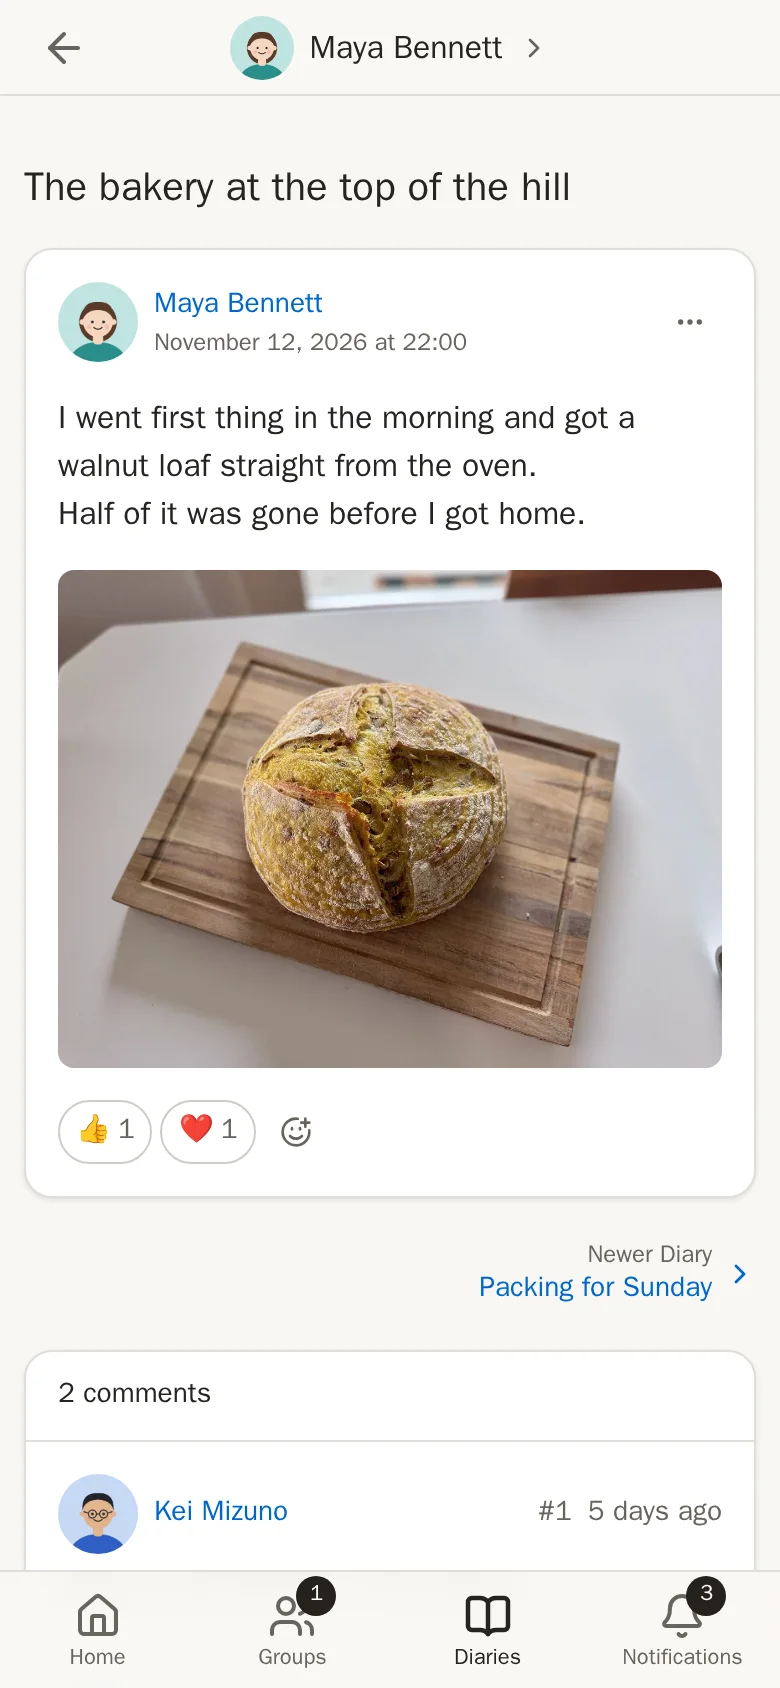 Maya Bennett
The bakery at the top of the hill
Maya Bennett
November 12, 2026 at 22:00
I went first thing in the morning and got a
walnut loaf straight from the oven.
Half of it was gone before I got home.
👍 1 ❤️ 1
Newer Diary
Packing for Sunday
2 comments
Kei Mizuno #1 5 days ago
1 3
Home Groups Diaries Notifications